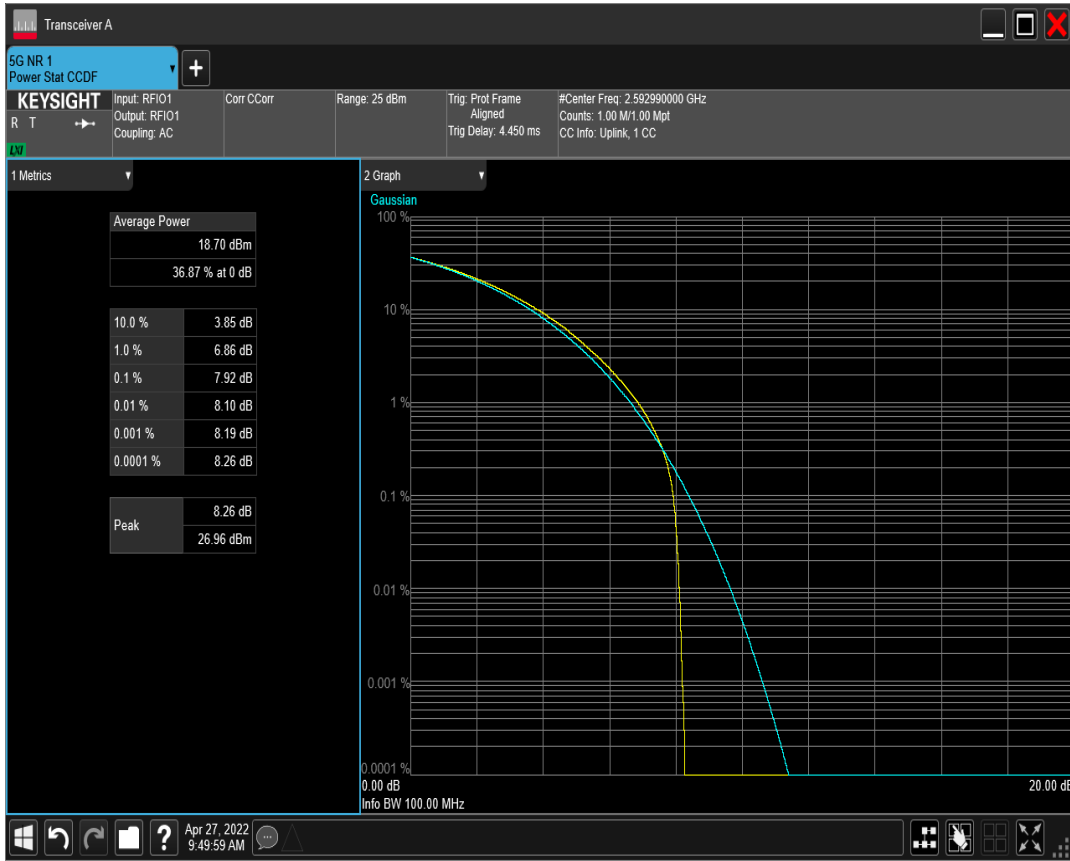 Transceiver A
5G NR 1
Power Stat CCDF
KEYSIGHT
R T
LXI
Input: RFIO1
Output: RFIO1
Coupling: AC
Corr CCorr
Range: 25 dBm
Trig: Prot Frame
Aligned
Trig Delay: 4.450 ms
#Center Freq: 2.592990000 GHz
Counts: 1.00 M/1.00 Mpt
CC Info: Uplink, 1 CC
1 Metrics
Average Power
18.70 dBm
36.87 % at 0 dB
10.0 % 3.85 dB
1.0 % 6.86 dB
0.1 % 7.92 dB
0.01 % 8.10 dB
0.001 % 8.19 dB
0.0001 % 8.26 dB
Peak
8.26 dB
26.96 dBm
2 Graph
Gaussian
100 %
10 %
1 %
0.1 %
0.01 %
0.001 %
0.0001 %
0.00 dB 20.00 dB
Info BW 100.00 MHz
?
Apr 27, 2022
9:49:59 AM